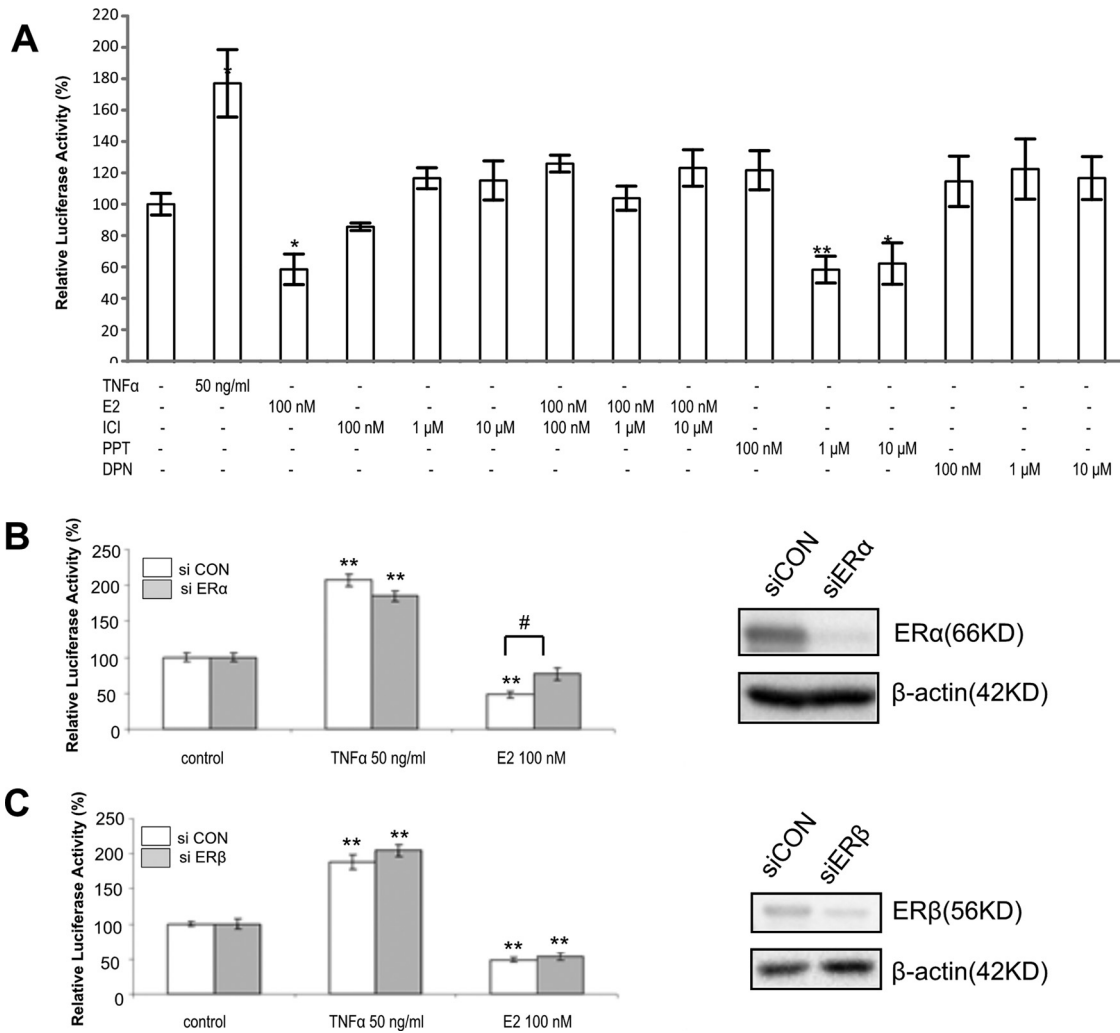 A
Relative Luciferase Activity (%)
220
200
180
160
140
120
100
80
60
40
20
0
*
*
**
*
TNFα - 50 ng/ml - - - - - - - - - - - - -
E2 - - 100 nM - - - 100 nM 100 nM 100 nM - - - - - -
ICI - - - 100 nM 1 µM 10 µM 100 nM 1 µM 10 µM - - - - - -
PPT - - - - - - - - - 100 nM 1 µM 10 µM - - -
DPN - - - - - - - - - - - - 100 nM 1 µM 10 µM
B
Relative Luciferase Activity (%)
250
200
150
100
50
0
si CON
si ERα
** **
#
**
control TNFα 50 ng/ml E2 100 nM
siCON siERα
ERα(66KD)
β-actin(42KD)
C
Relative Luciferase Activity (%)
250
200
150
100
50
0
si CON
si ERβ
** **
** **
control TNFα 50 ng/ml E2 100 nM
siCON siERβ
ERβ(56KD)
β-actin(42KD)